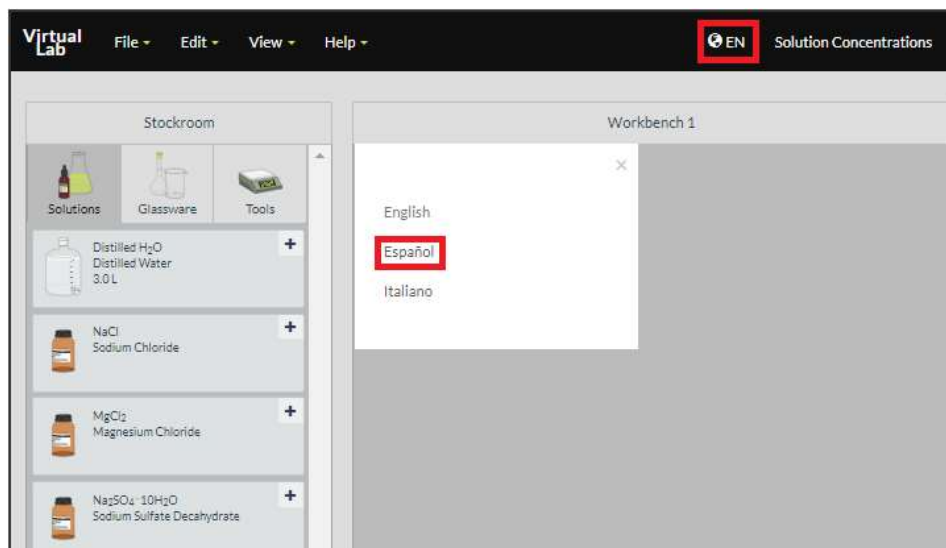 Virtual Lab
File
Edit
View
Help
EN
Solution Concentrations
Stockroom
Workbench 1
Solutions
Glassware
Tools
×
English
Español
Italiano
Distilled H₂O
Distilled Water
3.0 L
+
NaCl
Sodium Chloride
+
MgCl₂
Magnesium Chloride
+
Na₂SO₄·10H₂O
Sodium Sulfate Decahydrate
+